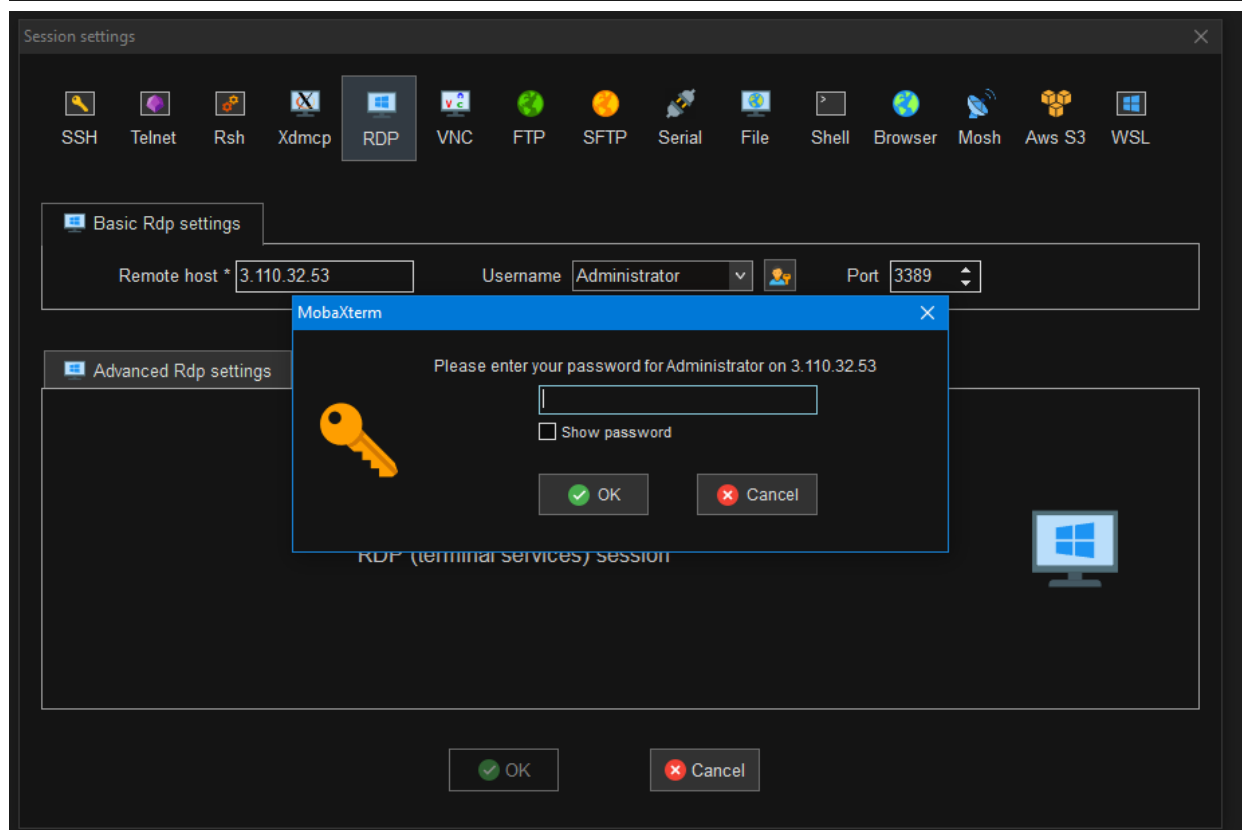 Session settings
SSH Telnet Rsh Xdmcp RDP VNC FTP SFTP Serial File Shell Browser Mosh Aws S3 WSL
Basic Rdp settings
Remote host * 3.110.32.53 Username Administrator Port 3389
MobaXterm
Advanced Rdp settings
Please enter your password for Administrator on 3.110.32.53
Show password
OK Cancel
RDP (terminal services) session
OK Cancel